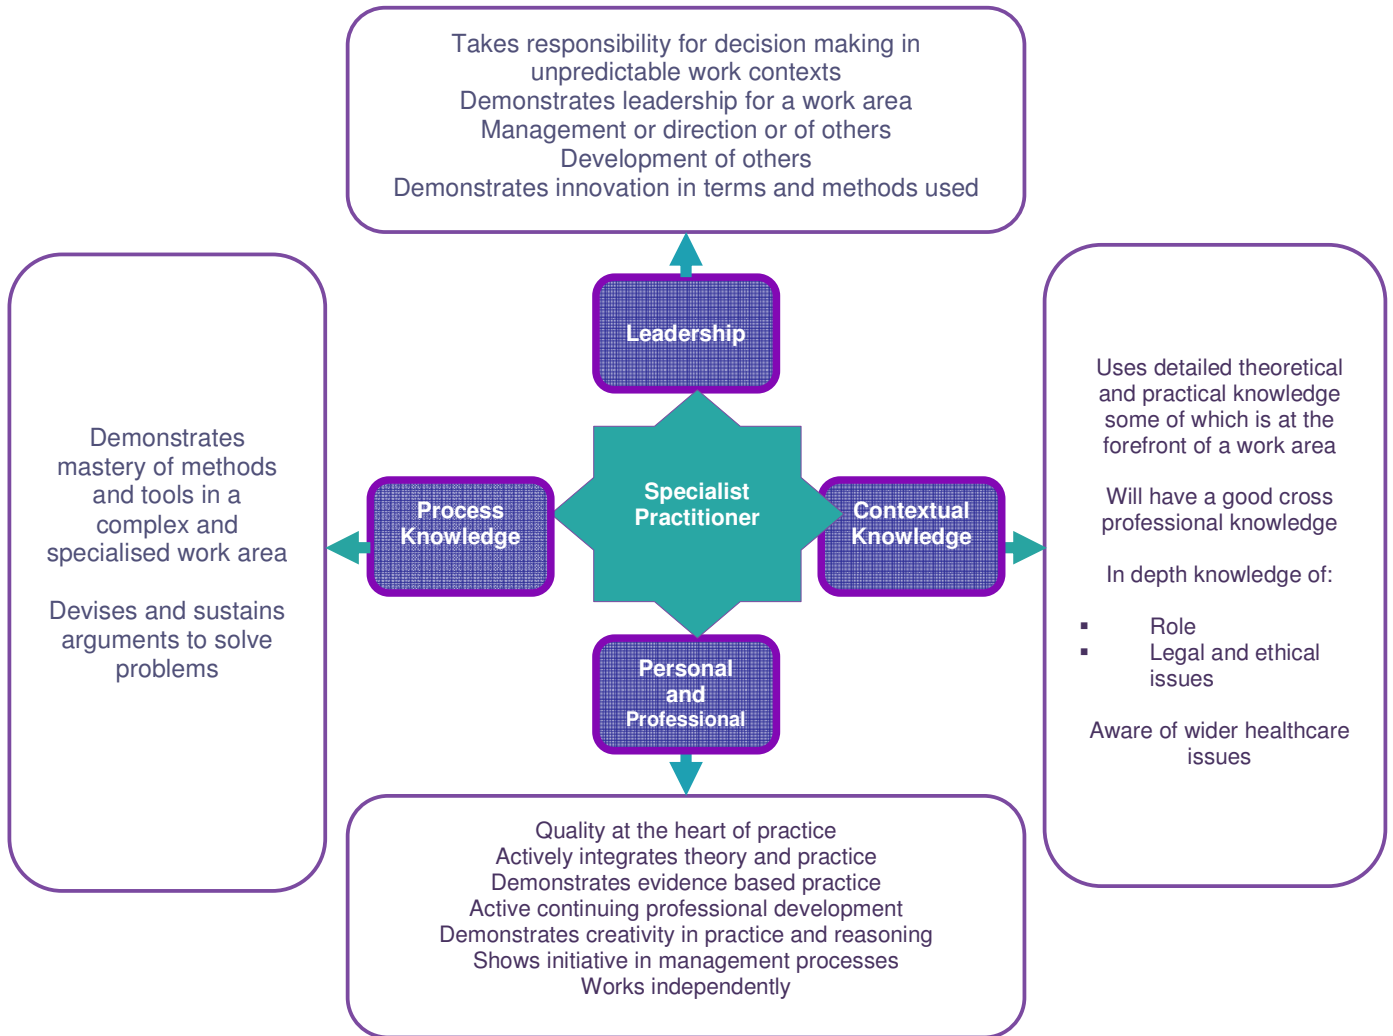 Takes responsibility for decision making in
unpredictable work contexts
Demonstrates leadership for a work area
Management or direction or of others
Development of others
Demonstrates innovation in terms and methods used
Leadership
Demonstrates
mastery of methods
and tools in a
complex and
specialised work area
Devises and sustains
arguments to solve
problems
Process
Knowledge
Specialist
Practitioner
Contextual
Knowledge
Uses detailed theoretical
and practical knowledge
some of which is at the
forefront of a work area
Will have a good cross
professional knowledge
In depth knowledge of:
▪ Role
▪ Legal and ethical
issues
Aware of wider healthcare
issues
Personal
and
Professional
Quality at the heart of practice
Actively integrates theory and practice
Demonstrates evidence based practice
Active continuing professional development
Demonstrates creativity in practice and reasoning
Shows initiative in management processes
Works independently